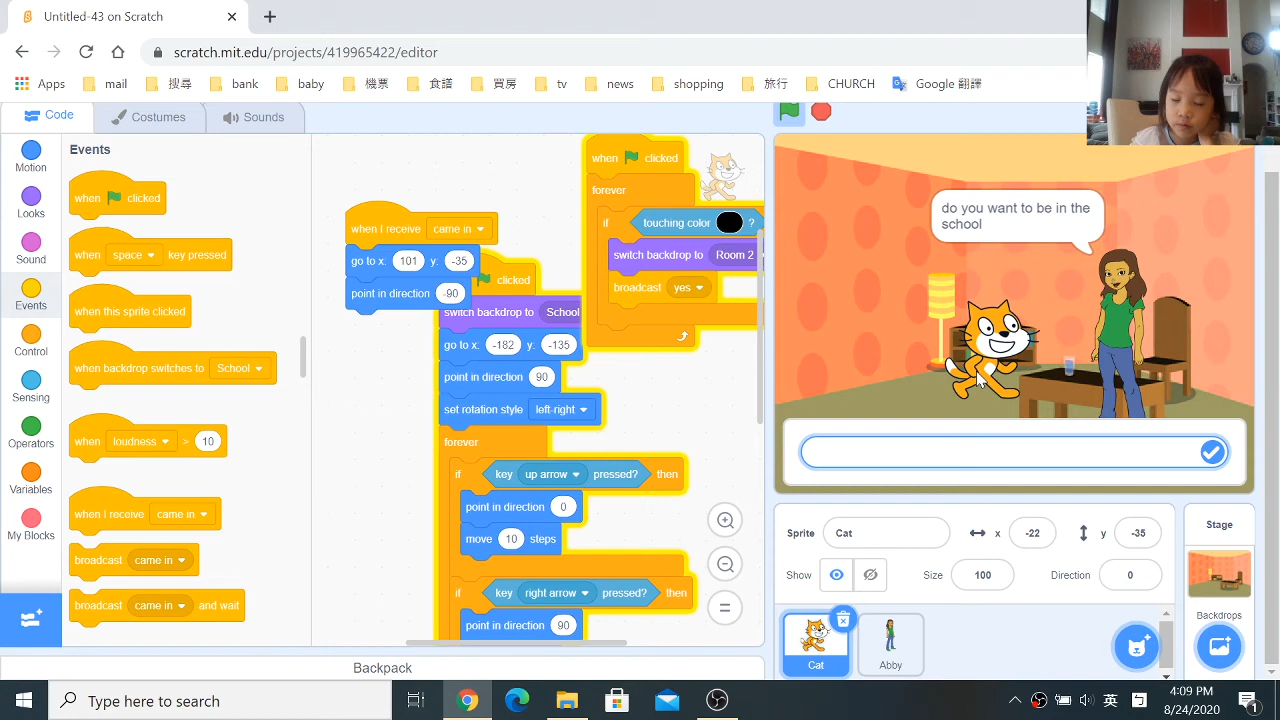 Untitled-43 on Scratch
scratch.mit.edu/projects/419965422/editor
Apps mail 搜尋 bank baby 機票 食譜 買房 tv news shopping 旅行 CHURCH Google 翻譯
Code Costumes Sounds
Motion
Looks
Sound
Events
Control
Sensing
Operators
Variables
My Blocks
Events
when clicked
when space key pressed
when this sprite clicked
when backdrop switches to School
when loudness > 10
when I receive came in
broadcast came in
broadcast came in and wait
when I receive came in
go to x: 101 y: -35
point in direction -90
clicked
switch backdrop to School
go to x: -182 y: -135
point in direction 90
set rotation style left-right
forever
if key up arrow pressed? then
point in direction 0
move 10 steps
if key right arrow pressed? then
point in direction 90
when clicked
forever
if touching color ?
switch backdrop to Room 2
broadcast yes
do you want to be in the
school
Sprite Cat x -22 y -35
Show Size 100 Direction 0
Cat Abby
Stage
Backdrops
Backpack
Type here to search
英
4:09 PM
8/24/2020
1